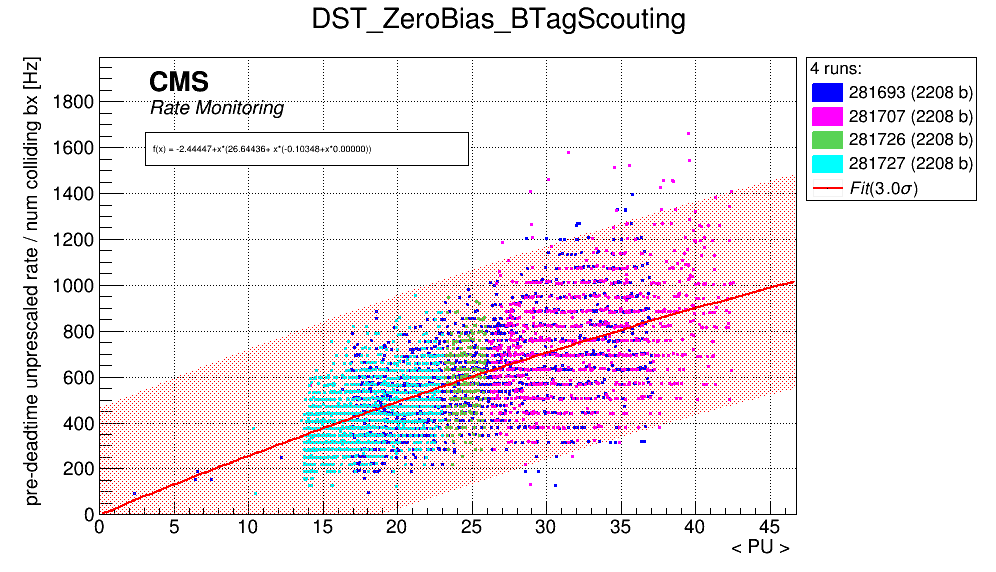 DST_ZeroBias_BTagScouting
pre-deadtime unprescaled rate / num colliding bx [Hz]
CMS
Rate Monitoring
f(x) = -2.44447+x*(26.64436+ x*(-0.10348+x*0.00000))
1800
1600
1400
1200
1000
800
600
400
200
0
0 5 10 15 20 25 30 35 40 45
< PU >
4 runs:
281693 (2208 b)
281707 (2208 b)
281726 (2208 b)
281727 (2208 b)
Fit(3.0σ)